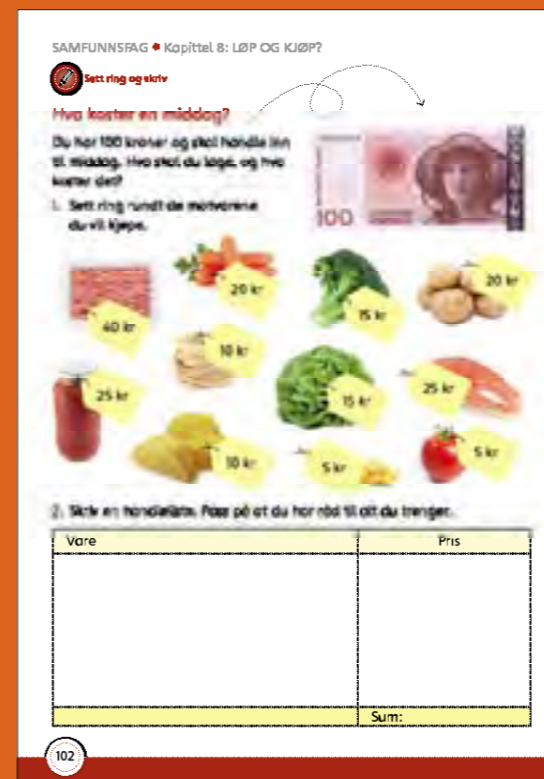 SAMFUNNSFAG • Kapittel 8: LØP OG KJØP?
Sett ring og skriv
Hva koster en middag?
Du har 100 kroner og skal handle inn
til middag. Hva skal du lage, og hva
koster det?
1. Sett ring rundt de matvarene
du vil kjøpe.
100
20 kr
20 kr
15 kr
40 kr
10 kr
25 kr
25 kr
15 kr
10 kr
5 kr
5 kr
2. Skriv en handleliste. Pass på at du har råd til alt du trenger.
Vare Pris
Sum:
102